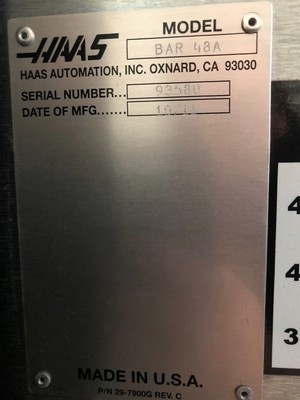 MODEL
HAAS BAR 48A
HAAS AUTOMATION, INC. OXNARD, CA 93030
SERIAL NUMBER... 93580
DATE OF MFG.......
4
4
3
MADE IN U.S.A.
P/N 29-7900G REV. C